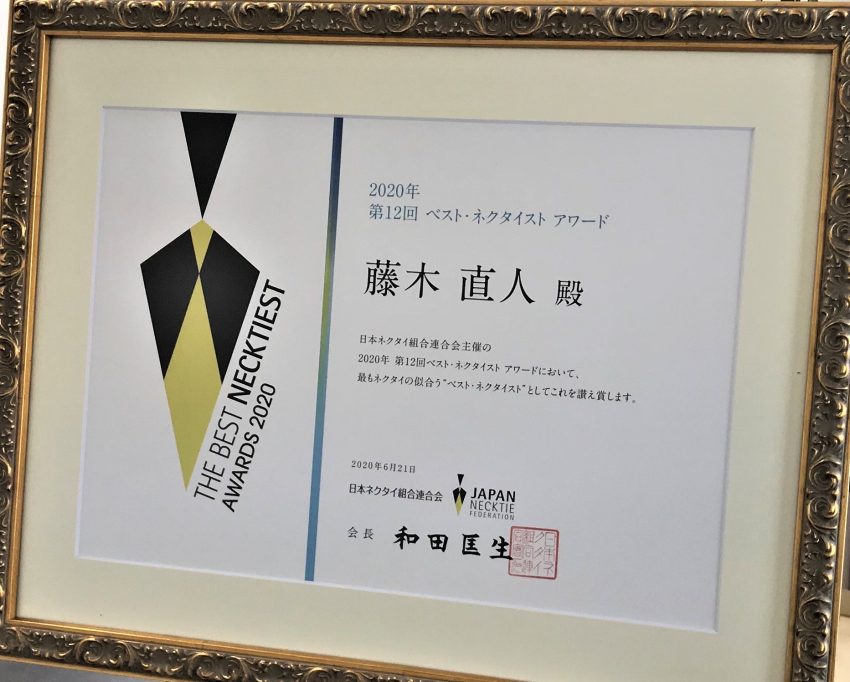 THE BEST NECKTIEST
AWARDS 2020
2020年
第12回 ベスト・ネクタイスト アワード
藤木 直人 殿
日本ネクタイ組合連合会主催の
2020年 第12回ベスト・ネクタイスト アワードにおいて、
最もネクタイの似合う“ベスト・ネクタイスト”としてこれを讃え賞します。
2020年6月21日
日本ネクタイ組合連合会
JAPAN
NECKTIE
FEDERATION
会長 和田匡生